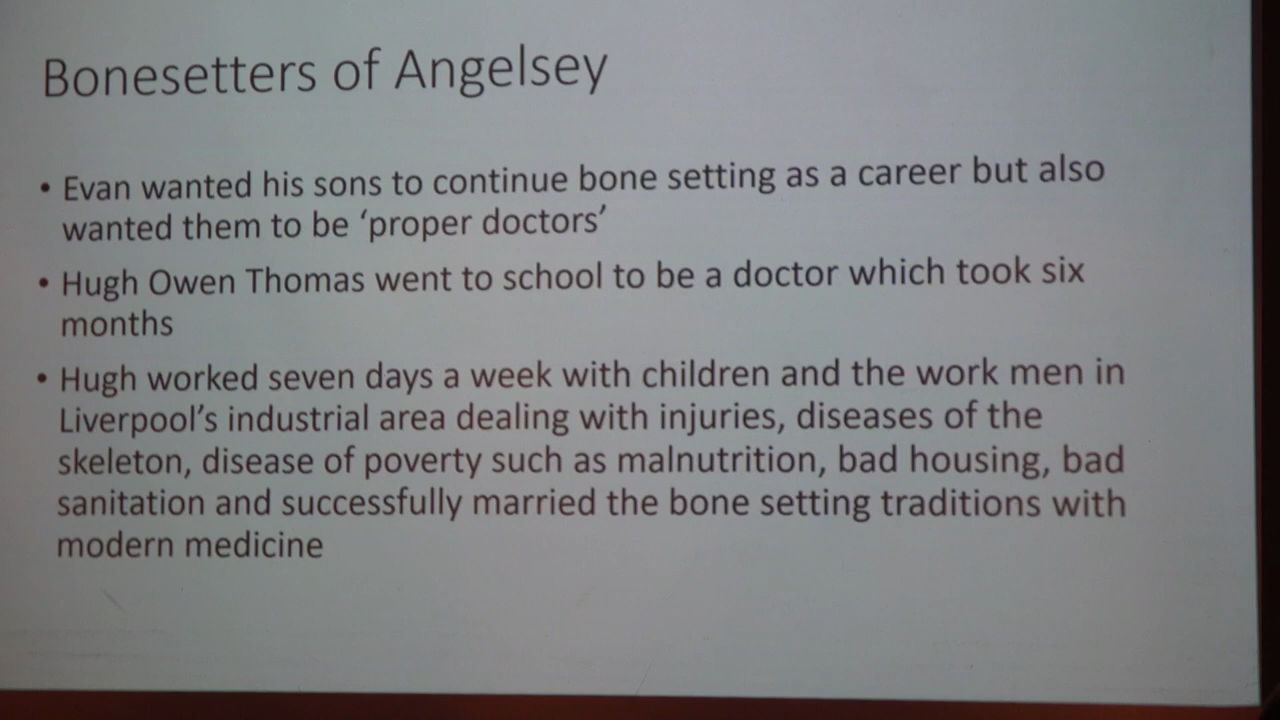 Bonesetters of Angelsey
• Evan wanted his sons to continue bone setting as a career but also
wanted them to be ‘proper doctors’
• Hugh Owen Thomas went to school to be a doctor which took six
months
• Hugh worked seven days a week with children and the work men in
Liverpool’s industrial area dealing with injuries, diseases of the
skeleton, disease of poverty such as malnutrition, bad housing, bad
sanitation and successfully married the bone setting traditions with
modern medicine